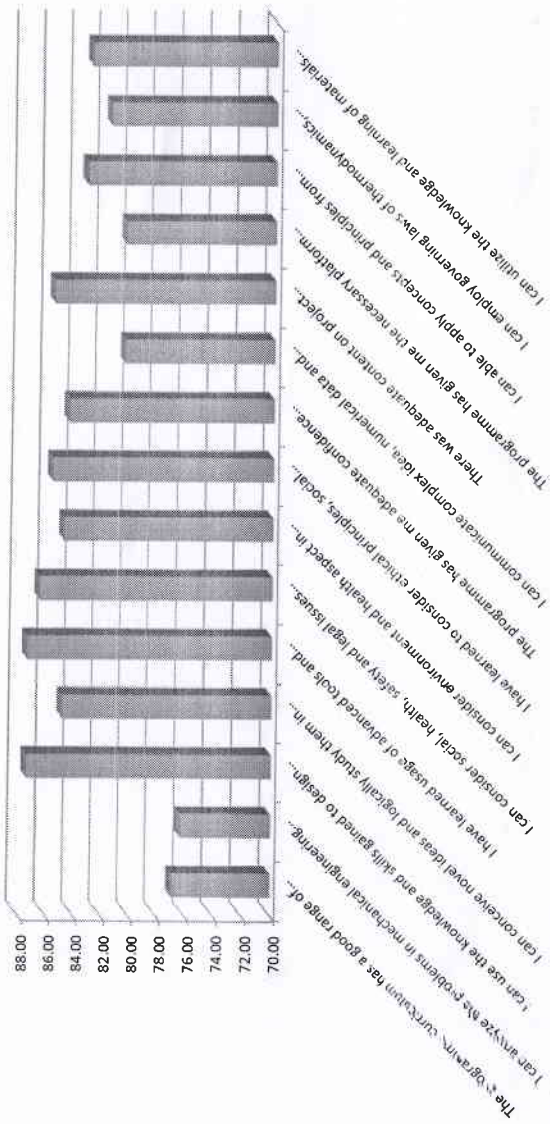 88.00
86.00
84.00
82.00
80.00
78.00
76.00
74.00
72.00
70.00
The curriculum has a good range of...
I can analyze the problems in mechanical engineering...
I can use the knowledge and skills gained to design...
I can conceive novel ideas and logically study them in...
I have learned usage of advanced tools and...
I can consider social, health, safety and legal issues...
I can consider environment and health aspect in...
I have learned to consider ethical principles, social...
The programme has given me adequate confidence...
I can communicate complex idea, numerical data and...
There was adequate content on project...
The programme has given me the necessary platform...
I can able to apply concepts and principles from...
I can employ governing laws of thermodynamics,...
I can utilize the knowledge and learning of materials...